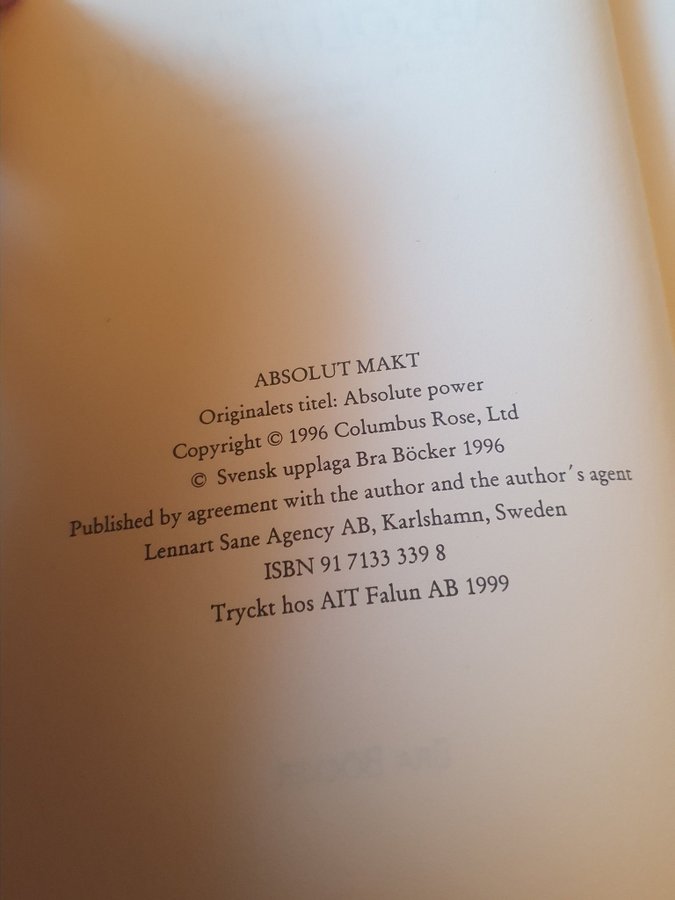 ABSOLUT MAKT
Originalets titel: Absolute power
Copyright © 1996 Columbus Rose, Ltd
© Svensk upplaga Bra Böcker 1996
Published by agreement with the author and the author´s agent
Lennart Sane Agency AB, Karlshamn, Sweden
ISBN 91 7133 339 8
Tryckt hos AIT Falun AB 1999